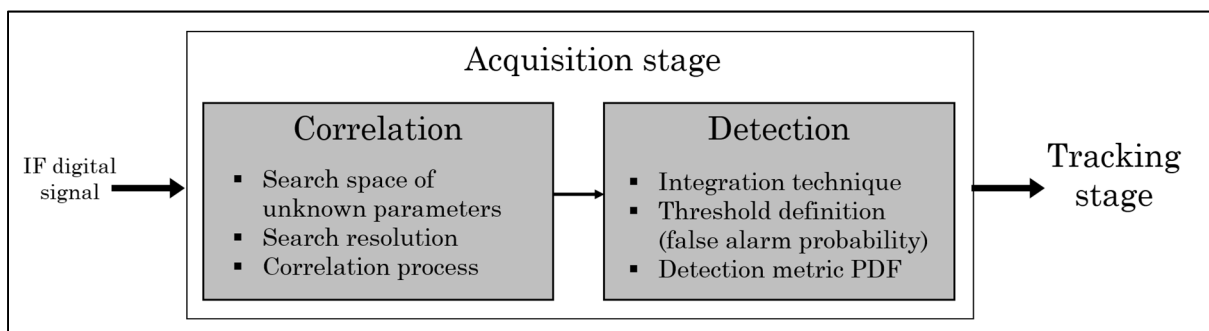 Acquisition stage
IF digital
signal
Correlation
▪ Search space of
unknown parameters
▪ Search resolution
▪ Correlation process
Detection
▪ Integration technique
▪ Threshold definition
(false alarm probability)
▪ Detection metric PDF
Tracking
stage